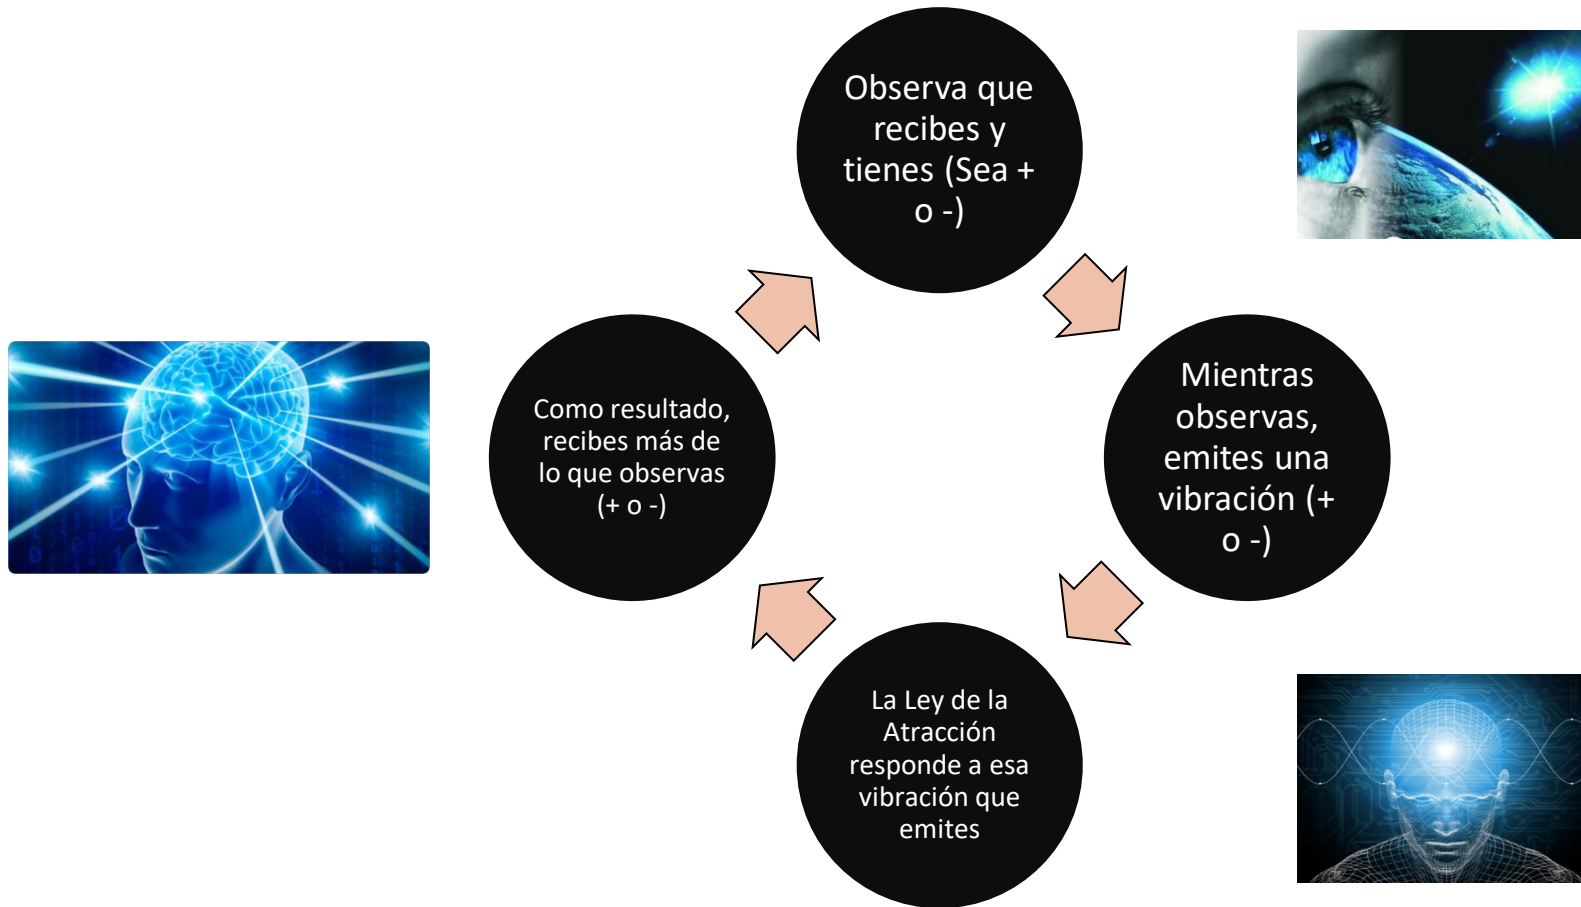 Observa que
recibes y
tienes (Sea +
o -)
Mientras
observas,
emites una
vibración (+
o -)
La Ley de la
Atracción
responde a esa
vibración que
emites
Como resultado,
recibes más de
lo que observas
(+ o -)